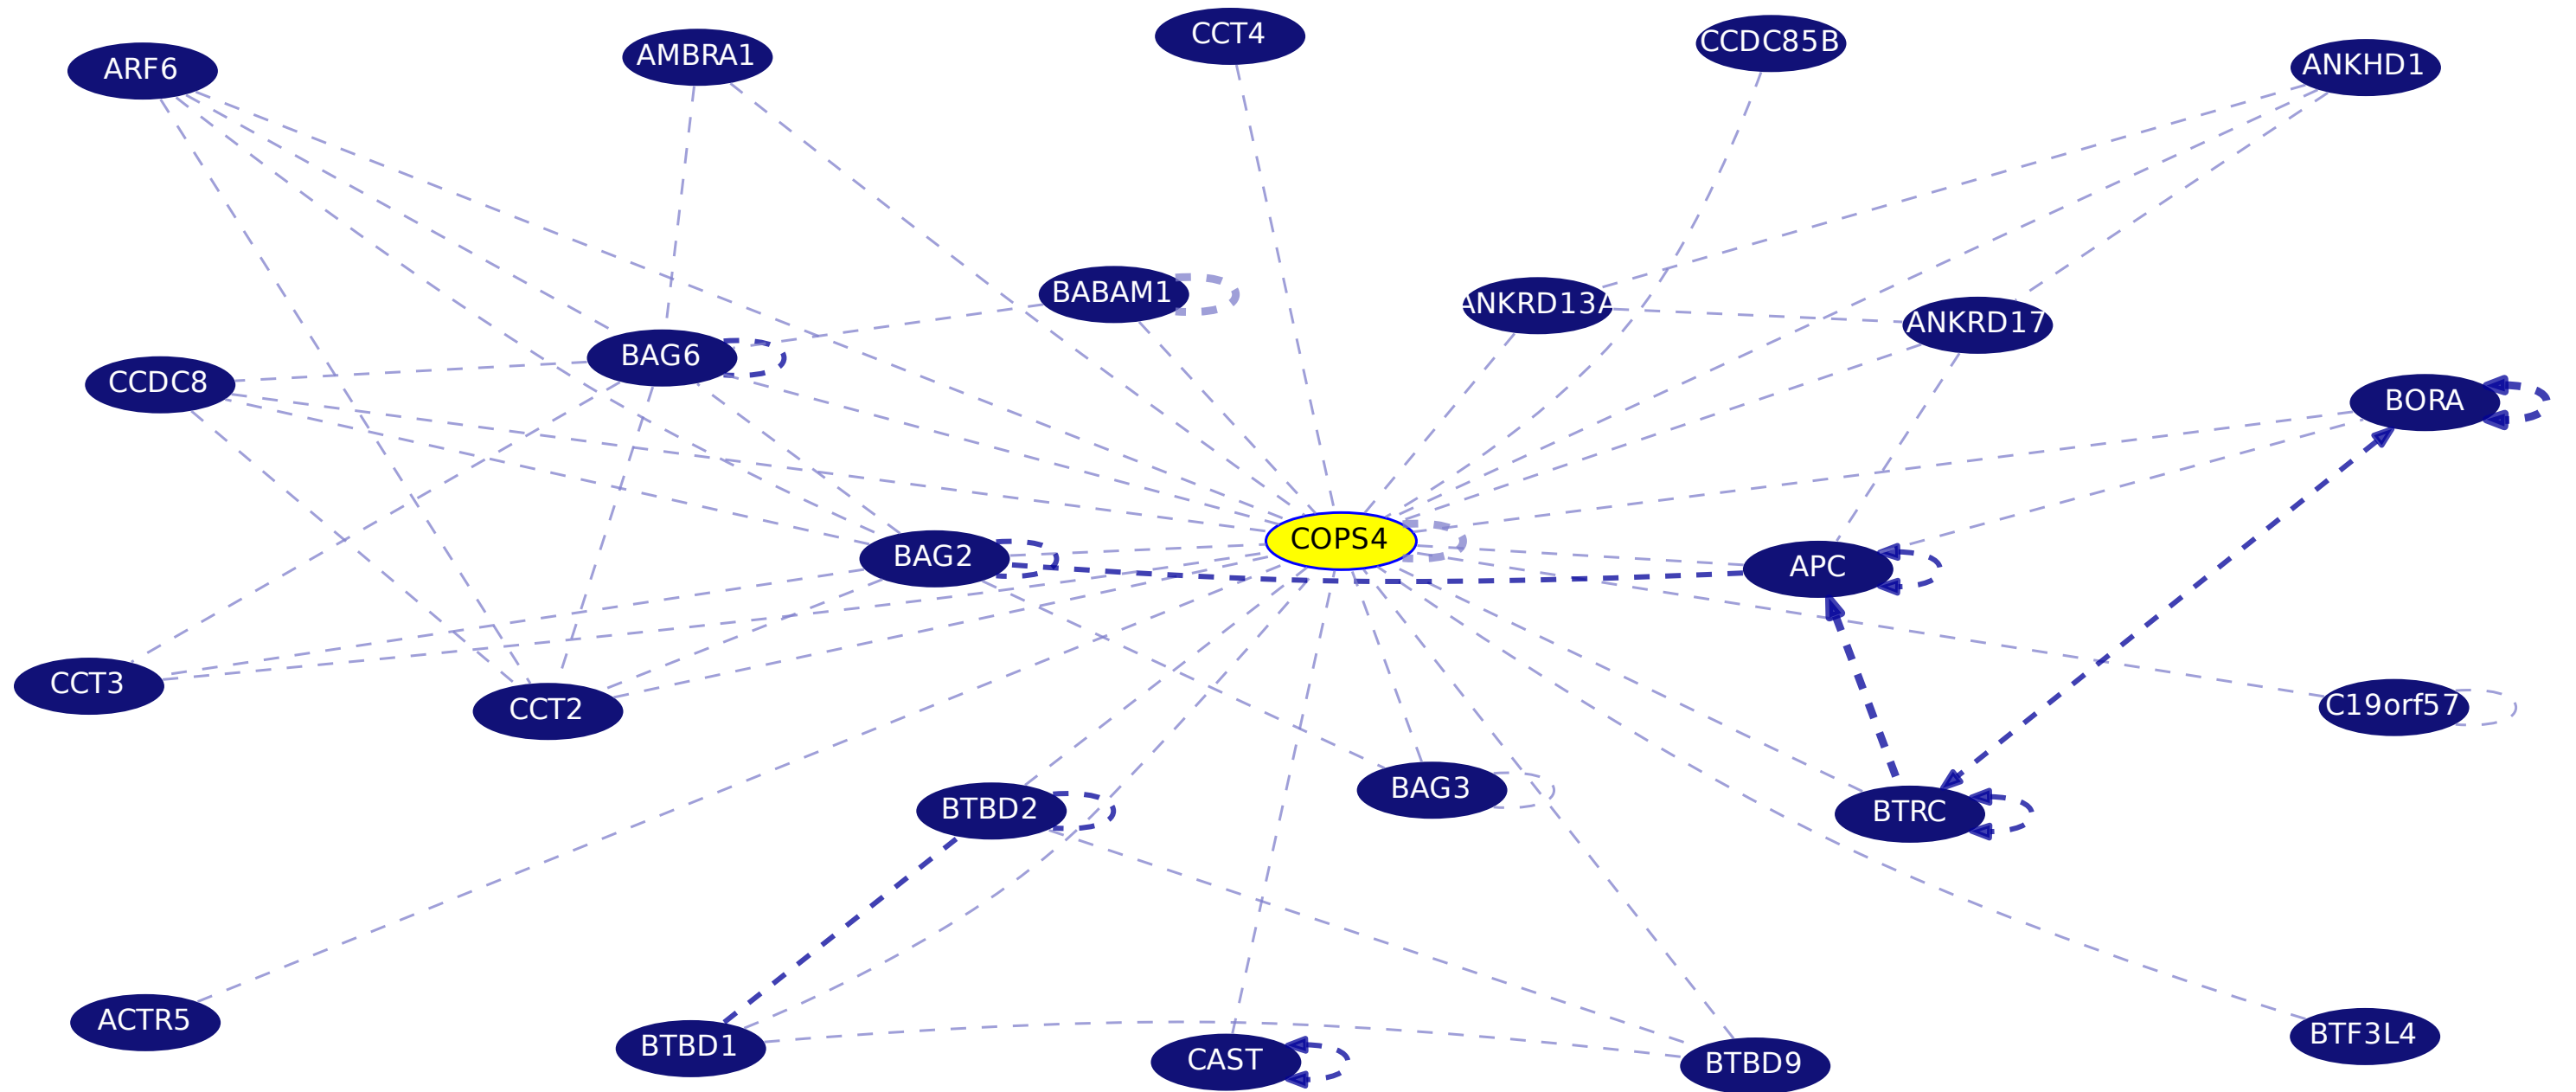 CCT4
CCDC85B
AMBRA1
ANKHD1
ARF6
BABAM1
ANKRD13A
ANKRD17
BAG6
CCDC8
BORA
COPS4
BAG2
APC
CCT3
CCT2
C19orf57
BAG3
BTBD2
BTRC
ACTR5
BTF3L4
BTBD1
CAST
BTBD9